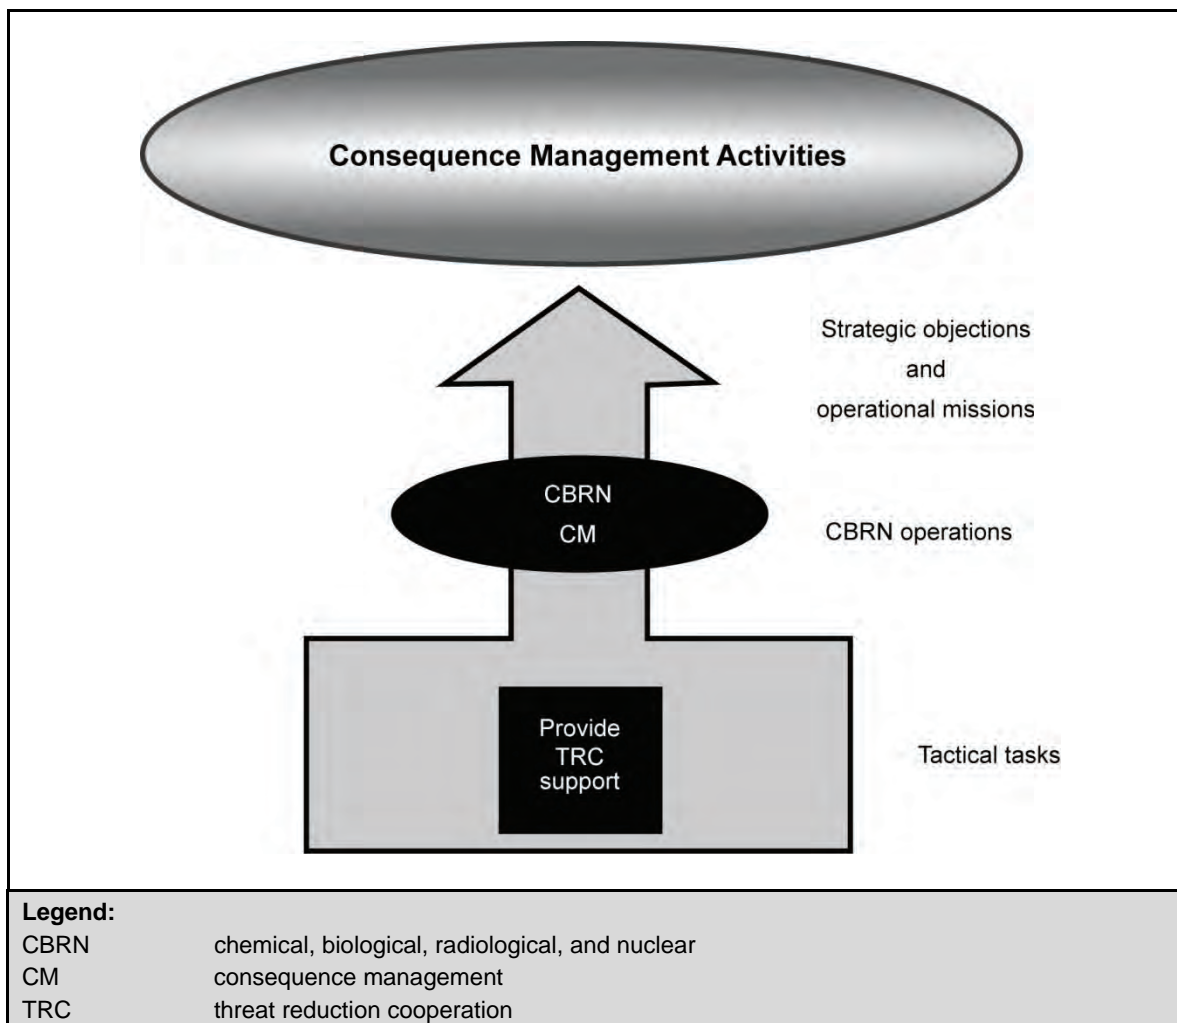 Consequence Management Activities
Strategic objections
and
operational missions
CBRN
CM
CBRN operations
Provide
TRC
support
Tactical tasks
Legend:
CBRN chemical, biological, radiological, and nuclear
CM consequence management
TRC threat reduction cooperation